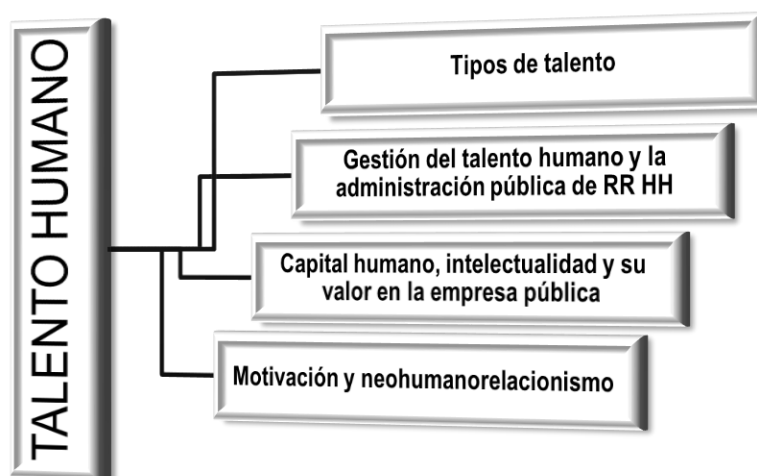 TALENTO HUMANO
Tipos de talento
Gestión del talento humano y la
administración pública de RR HH
Capital humano, intelectualidad y su
valor en la empresa pública
Motivación y neohumanorelacionismo